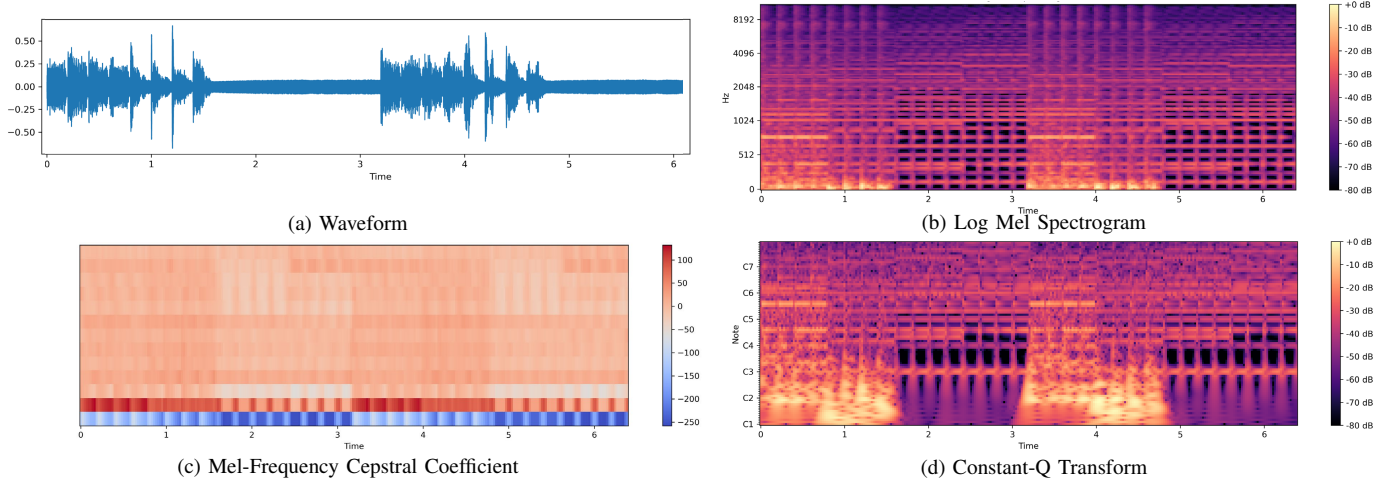 0.50
0.25
0.00
−0.25
−0.50
0 1 2 3 4 5 6
Time
(a) Waveform
8192
4096
2048
1024
512
0
Hz
0 1 2 3 4 5 6
Time
+0 dB
-10 dB
-20 dB
-30 dB
-40 dB
-50 dB
-60 dB
-70 dB
-80 dB
(b) Log Mel Spectrogram
0 1 2 3 4 5 6
Time
100
50
0
−50
−100
−150
−200
−250
(c) Mel-Frequency Cepstral Coefficient
C7
C6
C5
C4
C3
C2
C1
Note
0 1 2 3 4 5 6
Time
+0 dB
-10 dB
-20 dB
-30 dB
-40 dB
-50 dB
-60 dB
-70 dB
-80 dB
(d) Constant-Q Transform